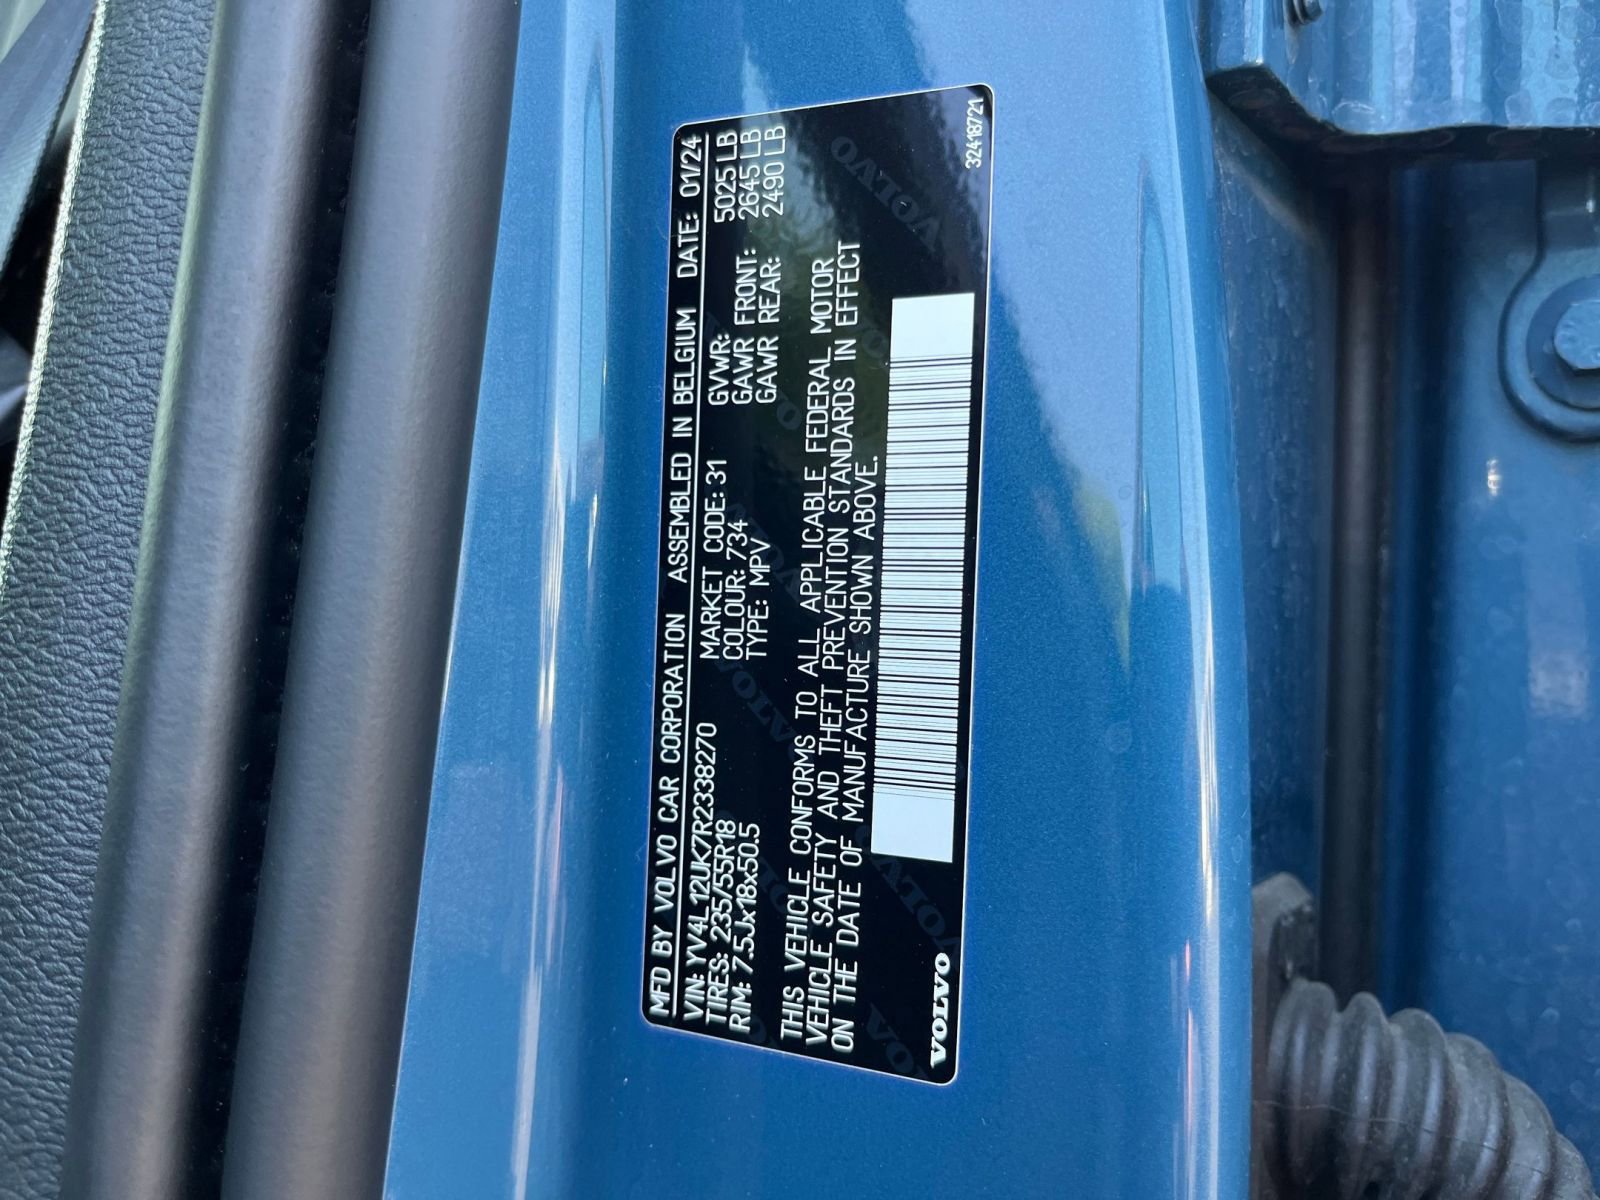 MFD BY VOLVO CAR CORPORATION ASSEMBLED IN BELGIUM DATE: 01/24
VIN: YV4L12UK7R2338270 MARKET CODE: 31 GVWR: 5025 LB
TIRES: 235/55R18 COLOUR: 734 GAWR FRONT: 2645 LB
RIM: 7.5Jx18x50.5 TYPE: MPV GAWR REAR: 2490 LB
THIS VEHICLE CONFORMS TO ALL APPLICABLE FEDERAL MOTOR
VEHICLE SAFETY AND THEFT PREVENTION STANDARDS IN EFFECT
ON THE DATE OF MANUFACTURE SHOWN ABOVE.
VOLVO 32418721